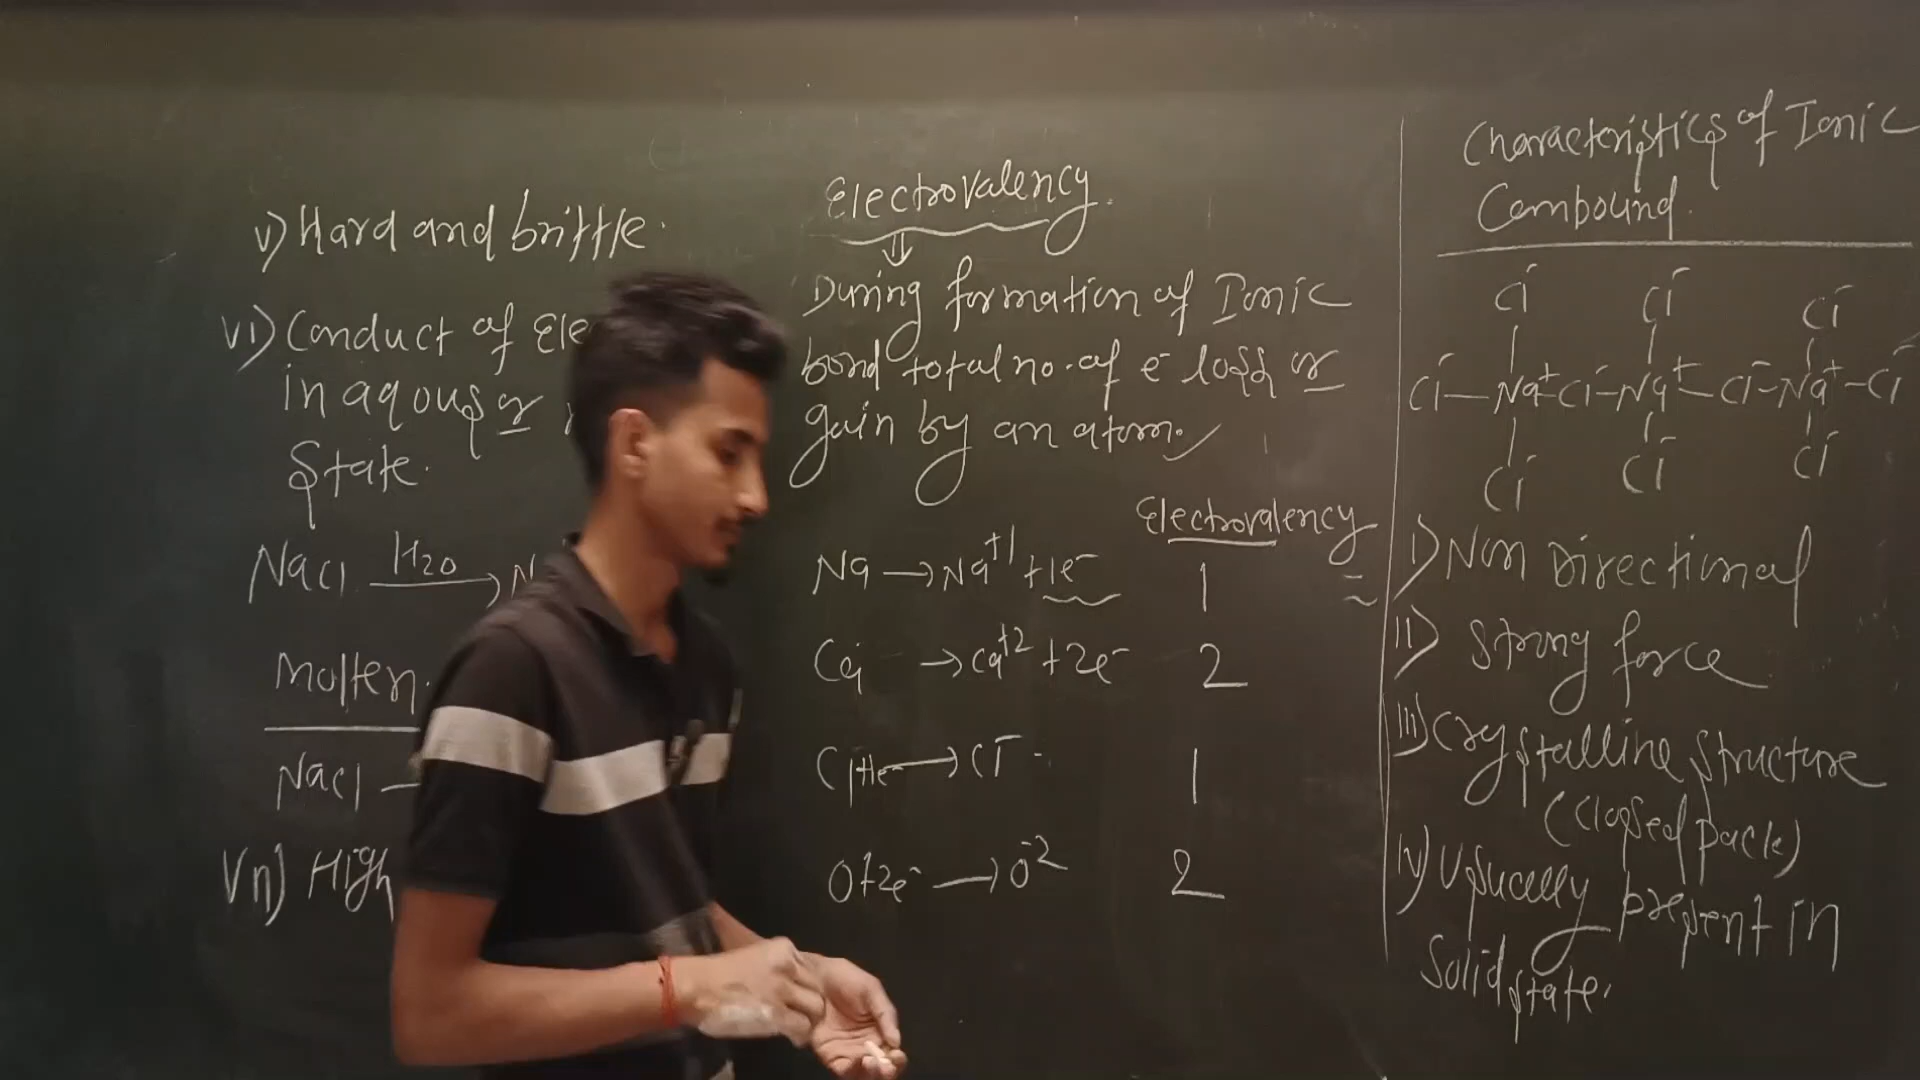 v) Hard and brittle.
vi) Conduct of Ele
in aqous or
state.
NaCl H2O → N
Molten.
NaCl –
Vn) High
Electrovalency.
⇓
During formation of Ionic
bond total no. of e- loss or
gain by an atom.
Electrovalency
Na → Na+1 + 1e- 1
Ca → Ca+2 + 2e- 2
Cl+1e- → Cl- 1
O+2e- → O-2 2
Characteristics of Ionic
Compound.
Cl- Cl- Cl-
Cl- — Na+ Cl- – Na+ – Cl- – Na+ – Cl-
Cl- Cl- Cl-
I) Non Directional
II) Strong force
III) Crystalline structure
(Closed pack)
IV) Usually present in
Solid state.